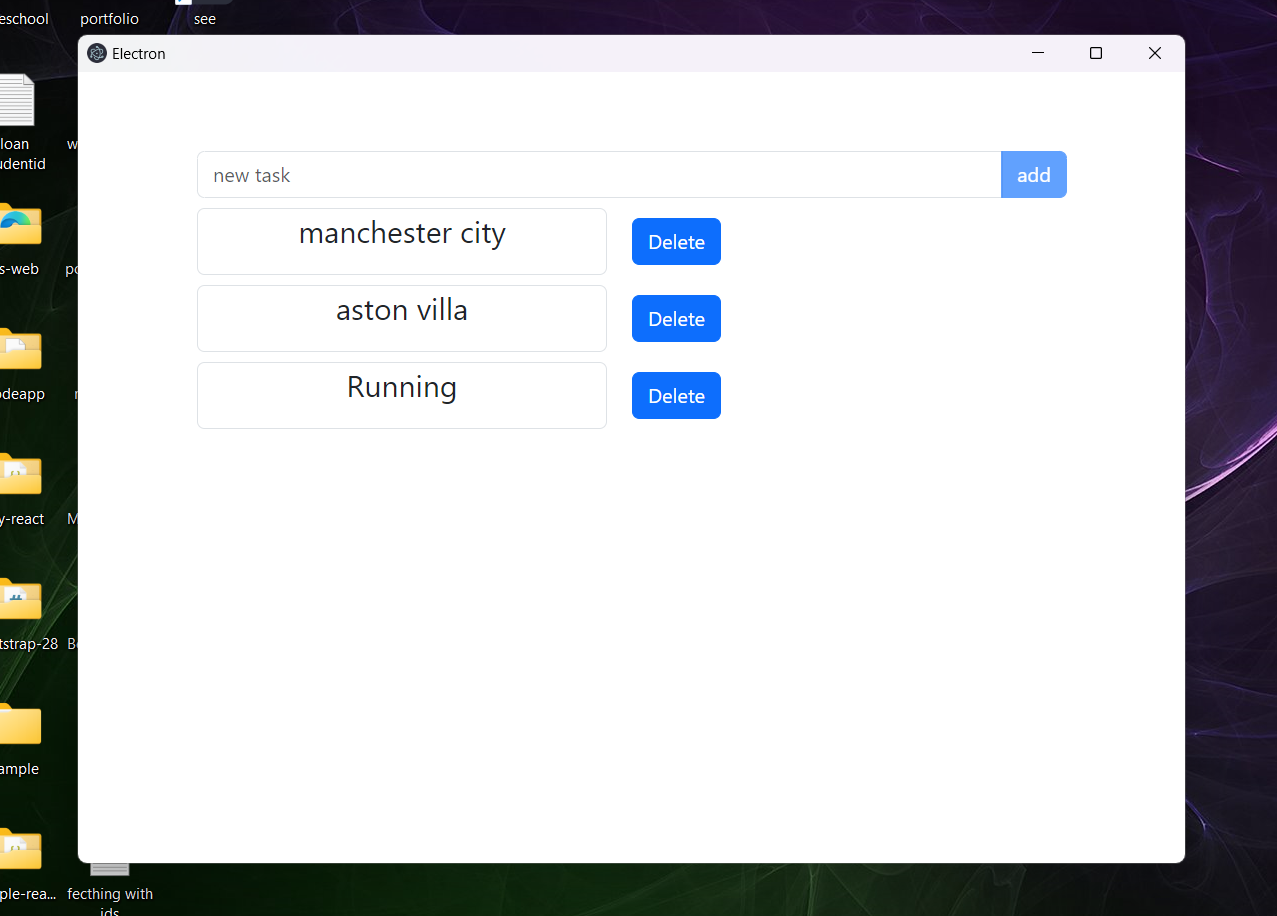 eschool portfolio see
Electron
new task add
manchester city Delete
aston villa Delete
Running Delete
loan
udentid
s-web
odeapp
y-react M
tstrap-28
ample
ple-rea... fecthing with
ids